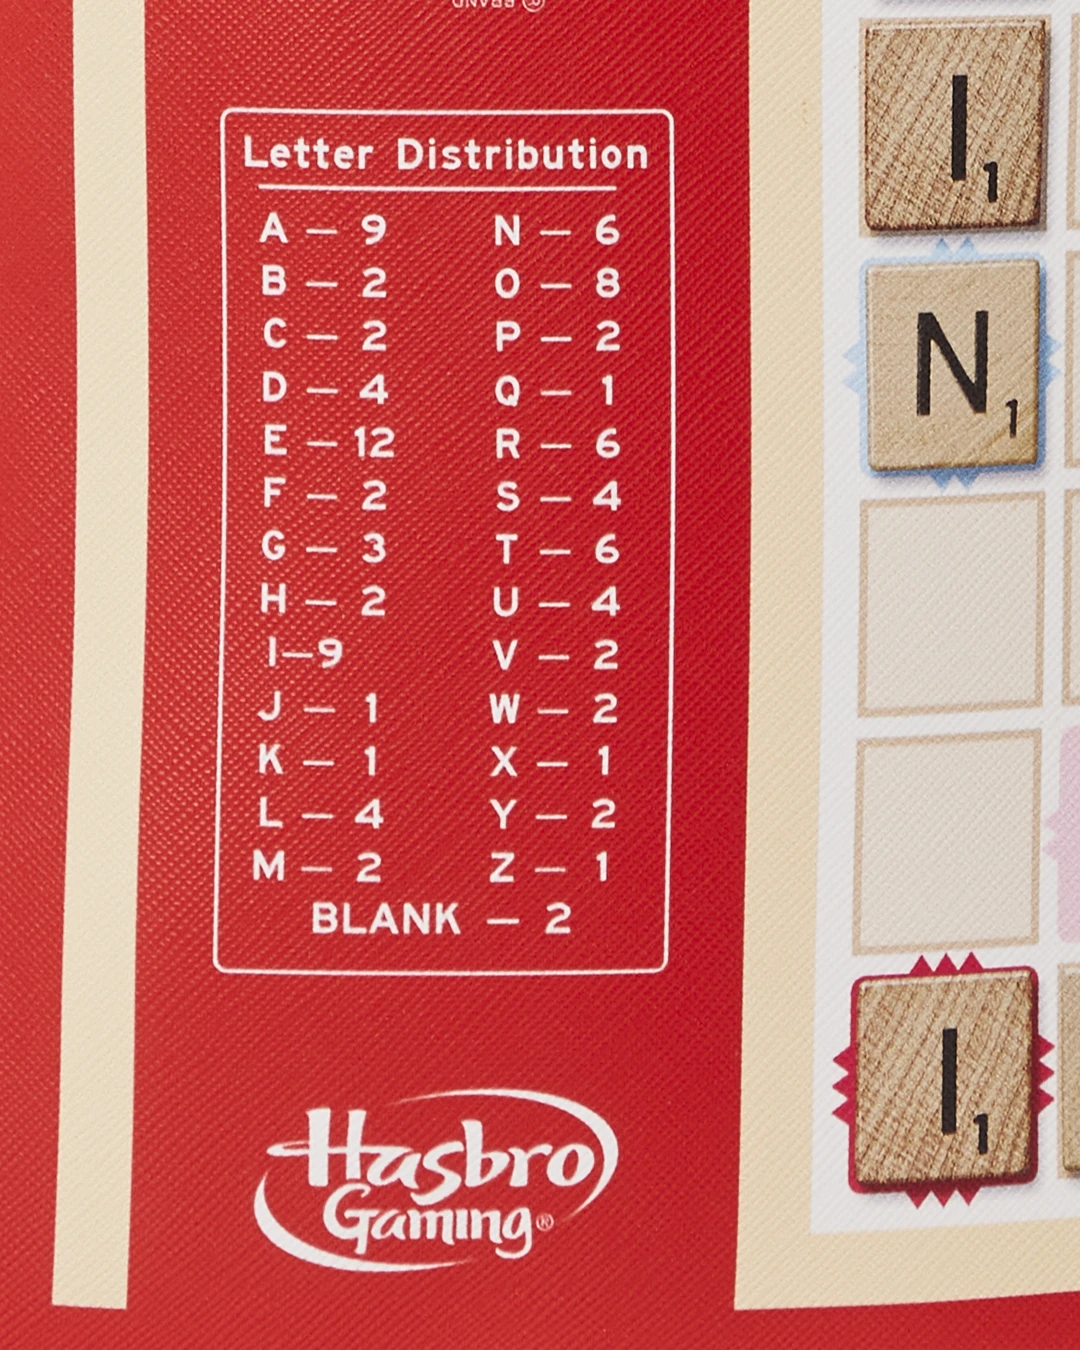 BRAND ®
Letter Distribution
A — 9 N — 6
B — 2 O — 8
C — 2 P — 2
D — 4 Q — 1
E — 12 R — 6
F — 2 S — 4
G — 3 T — 6
H — 2 U — 4
I—9 V — 2
J — 1 W — 2
K — 1 X — 1
L — 4 Y — 2
M — 2 Z — 1
BLANK — 2
Hasbro
Gaming®
I1
N1
I1